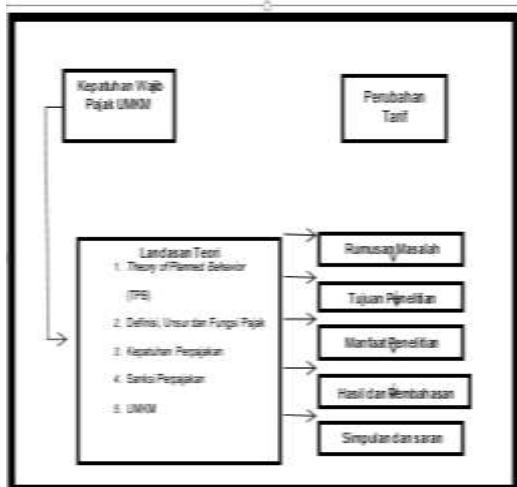 Kepatuhan Wajib
Pajak UMKM
Perubahan
Tarif
Landasan Teori
1. Theory of Planned Behavior
(TPB)
2. Definisi, Unsur dan Fungsi Pajak
3. Kepatuhan Perpajakan
4. Sanksi Perpajakan
5. UMKM
Rumusan Masalah
Tujuan Penelitian
Manfaat Penelitian
Hasil dan Pembahasan
Simpulan dan saran